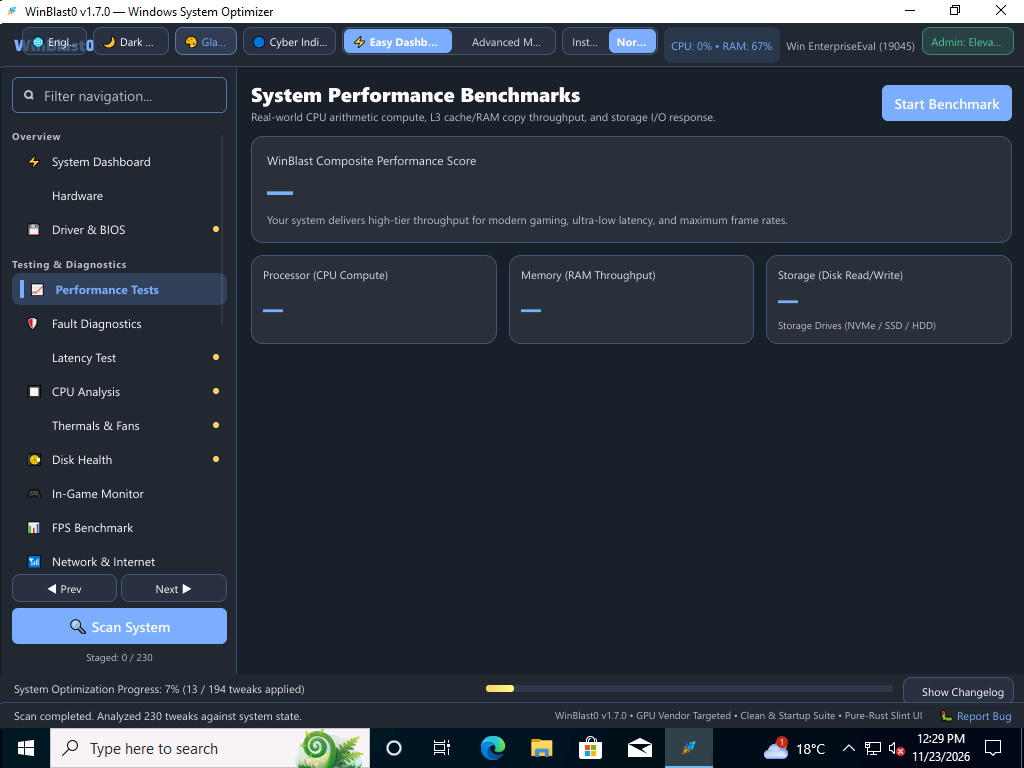 WinBlast0 v1.7.0 — Windows System Optimizer
WinBlast0
Engl...
Dark ...
Gla...
Cyber Indi...
Easy Dashb...
Advanced M...
Inst...
Nor...
CPU: 0% • RAM: 67%
Win EnterpriseEval (19045)
Admin: Eleva...
Filter navigation...
Overview
System Dashboard
Hardware
Driver & BIOS
Testing & Diagnostics
Performance Tests
Fault Diagnostics
Latency Test
CPU Analysis
Thermals & Fans
Disk Health
In-Game Monitor
FPS Benchmark
Network & Internet
◀ Prev
Next ▶
Scan System
Staged: 0 / 230
System Performance Benchmarks
Real-world CPU arithmetic compute, L3 cache/RAM copy throughput, and storage I/O response.
Start Benchmark
WinBlast Composite Performance Score
—
Your system delivers high-tier throughput for modern gaming, ultra-low latency, and maximum frame rates.
Processor (CPU Compute)
—
Memory (RAM Throughput)
—
Storage (Disk Read/Write)
—
Storage Drives (NVMe / SSD / HDD)
System Optimization Progress: 7% (13 / 194 tweaks applied)
Show Changelog
Scan completed. Analyzed 230 tweaks against system state.
WinBlast0 v1.7.0 • GPU Vendor Targeted • Clean & Startup Suite • Pure-Rust Slint UI
Report Bug
Type here to search
1
18°C
12:29 PM
11/23/2026